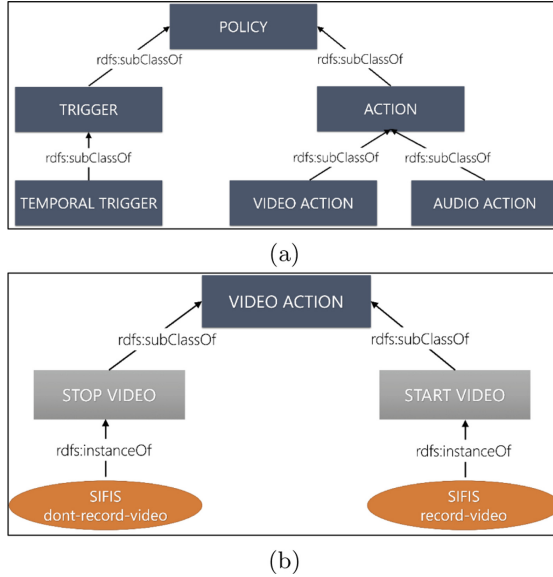 POLICY
rdfs:subClassOf rdfs:subClassOf
TRIGGER ACTION
rdfs:subClassOf rdfs:subClassOf rdfs:subClassOf
TEMPORAL TRIGGER VIDEO ACTION AUDIO ACTION
(a)
VIDEO ACTION
rdfs:subClassOf rdfs:subClassOf
STOP VIDEO START VIDEO
rdfs:instanceOf rdfs:instanceOf
SIFIS SIFIS
dont-record-video record-video
(b)